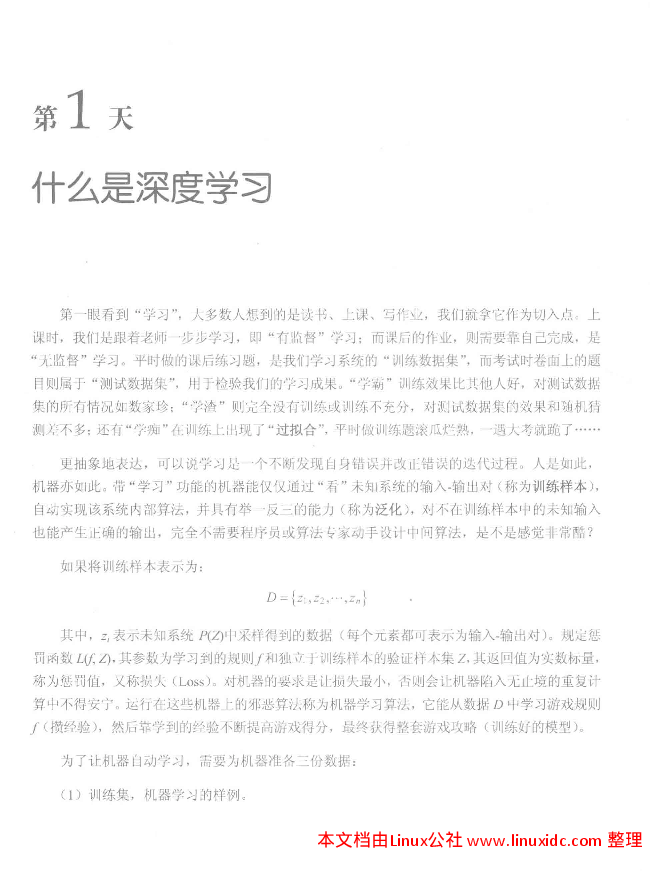 第1天
什么是深度学习
第一眼看到“学习”，大多数人想到的是读书、上课、写作业，我们就拿它作为切入点。上
课时，我们是跟着老师一步步学习，即“有监督”学习；而课后的作业，则需要靠自己完成，是
“无监督”学习。平时做的课后练习题，是我们学习系统的“训练数据集”，而考试时卷面上的题
目则属于“测试数据集”，用于检验我们的学习成果。“学霸”训练效果比其他人好，对测试数据
集的所有情况如数家珍；“学渣”则完全没有训练或训练不充分，对测试数据集的效果和随机猜
测差不多；还有“学痴”在训练上出现了“过拟合”，平时做训练题滚瓜烂熟，一遇大考就跪了……
更抽象地表达，可以说学习是一个不断发现自身错误并改正错误的迭代过程。人是如此，
机器亦如此。带“学习”功能的机器能仅仅通过“看”未知系统的输入-输出对（称为训练样本），
自动实现该系统内部算法，并具有举一反三的能力（称为泛化），对不在训练样本中的未知输入
也能产生正确的输出，完全不需要程序员或算法专家动手设计中间算法，是不是感觉非常酷？
如果将训练样本表示为：
D={z1,z2,⋯,zn}
其中，zi 表示未知系统 P(Z)中采样得到的数据（每个元素都可表示为输入-输出对）。规定惩
罚函数 L(f, Z)，其参数为学习到的规则 f 和独立于训练样本的验证样本集 Z，其返回值为实数标量，
称为惩罚值，又称损失（Loss）。对机器的要求是让损失最小，否则会让机器陷入无止境的重复计
算中不得安宁。运行在这些机器上的邪恶算法称为机器学习算法，它能从数据 D 中学习游戏规则
f（攒经验），然后靠学到的经验不断提高游戏得分，最终获得整套游戏攻略（训练好的模型）。
为了让机器自动学习，需要为机器准备三份数据：
（1）训练集，机器学习的样例。
本文档由Linux公社 www.linuxidc.com 整理